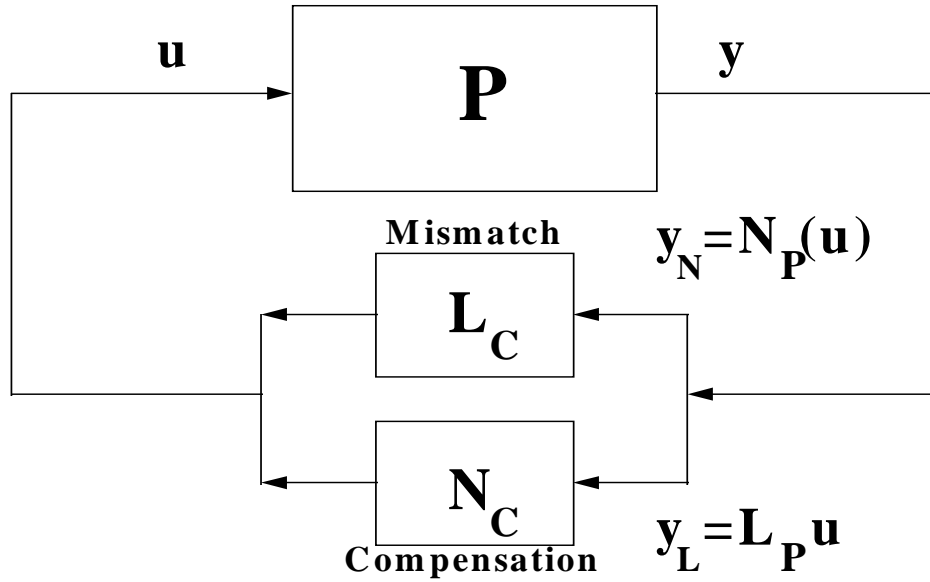 u
y
P
Mismatch
y_N=N_P(u)
L_C
N_C
Compensation
y_L=L_P u